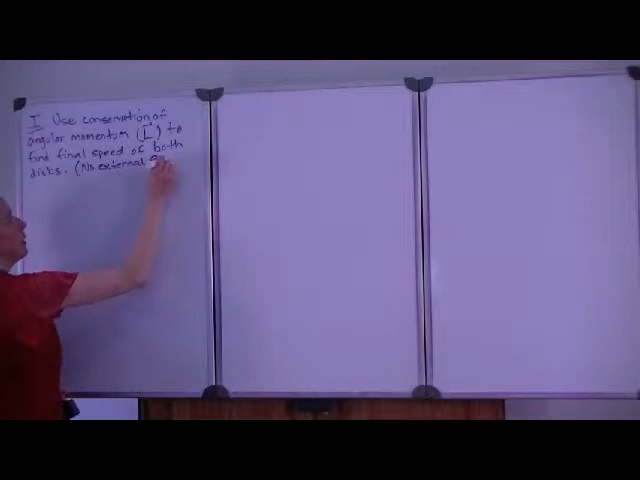 I Use conservation of
angular momentum (L) to
find final speed of both
disks. (No external